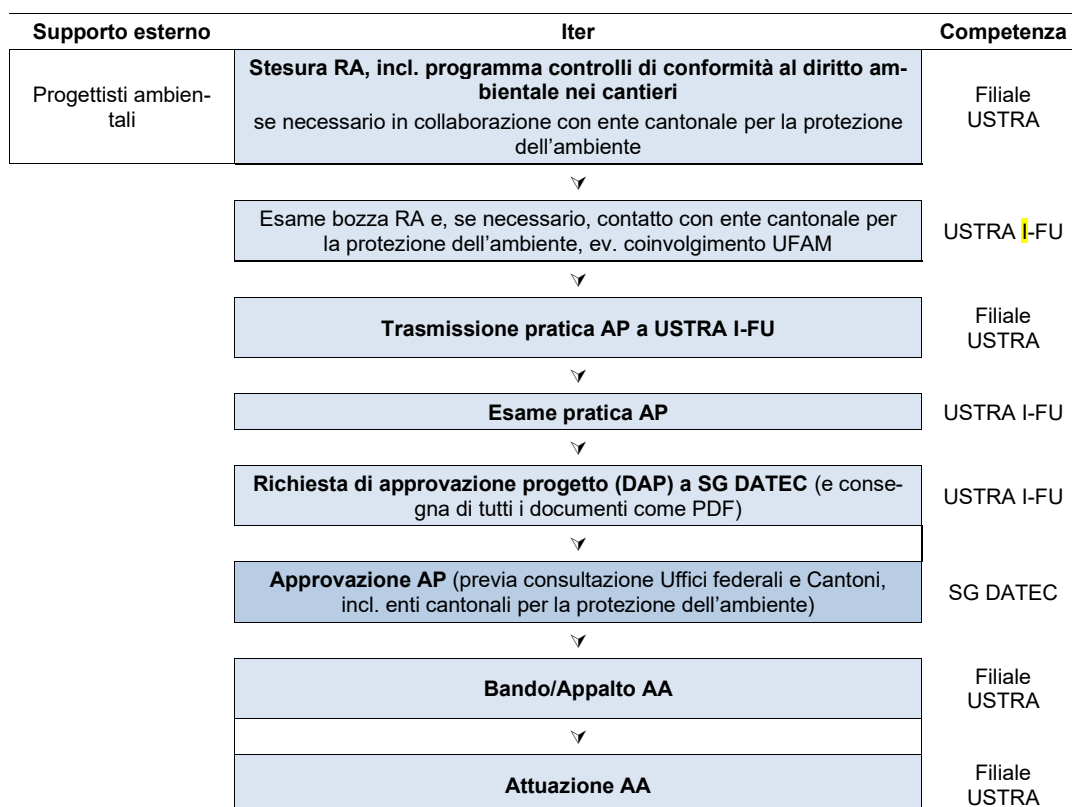 Supporto esterno Iter Competenza
Progettisti ambien-
tali
Stesura RA, incl. programma controlli di conformità al diritto am-
bientale nei cantieri
se necessario in collaborazione con ente cantonale per la protezione
dell'ambiente
Filiale
USTRA
Esame bozza RA e, se necessario, contatto con ente cantonale per
la protezione dell'ambiente, ev. coinvolgimento UFAM
USTRA I-FU
Trasmissione pratica AP a USTRA I-FU
Filiale
USTRA
Esame pratica AP
USTRA I-FU
Richiesta di approvazione progetto (DAP) a SG DATEC (e conse-
gna di tutti i documenti come PDF)
USTRA I-FU
Approvazione AP (previa consultazione Uffici federali e Cantoni,
incl. enti cantonali per la protezione dell'ambiente)
SG DATEC
Bando/Appalto AA
Filiale
USTRA
Attuazione AA
Filiale
USTRA